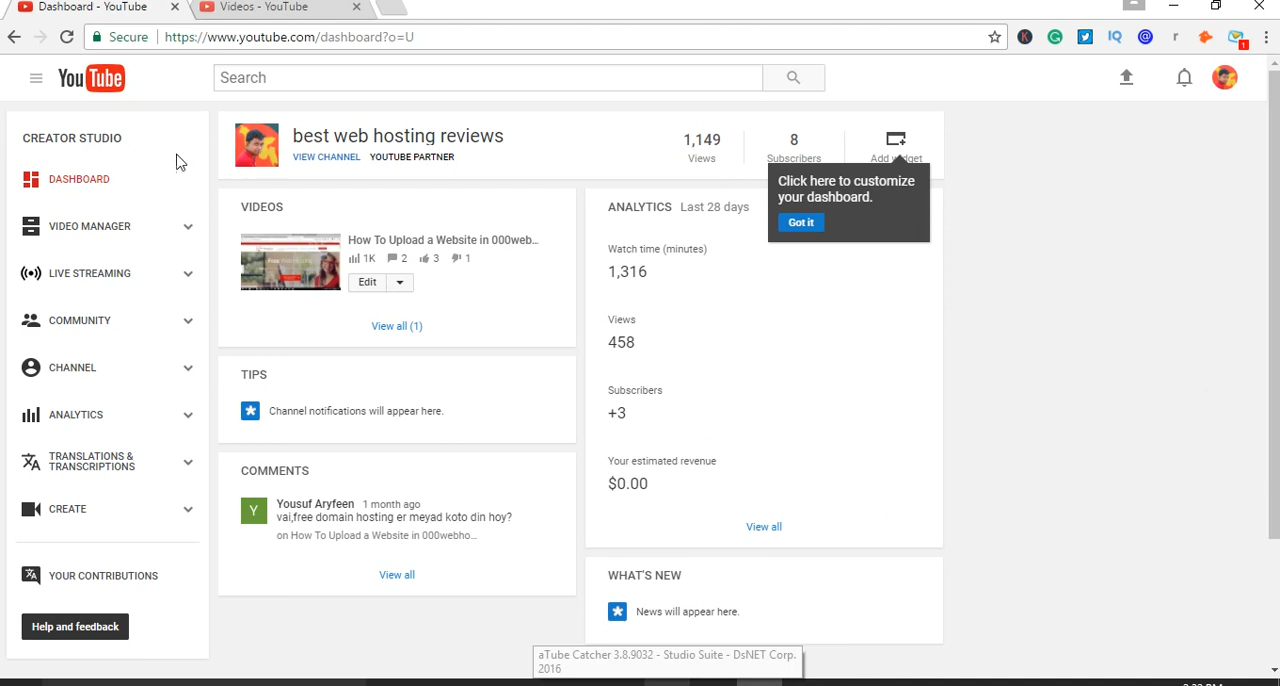 Dashboard - YouTube
Videos - YouTube
Secure https://www.youtube.com/dashboard?o=U
YouTube
Search
CREATOR STUDIO
DASHBOARD
VIDEO MANAGER
LIVE STREAMING
COMMUNITY
CHANNEL
ANALYTICS
TRANSLATIONS &
TRANSCRIPTIONS
CREATE
YOUR CONTRIBUTIONS
Help and feedback
best web hosting reviews
VIEW CHANNEL YOUTUBE PARTNER
1,149
Views
8
Subscribers
Click here to customize
your dashboard.
Got it
VIDEOS
How To Upload a Website in 000web...
1K 2 3 1
Edit
View all (1)
TIPS
Channel notifications will appear here.
COMMENTS
Y
Yousuf Aryfeen 1 month ago
vai,free domain hosting er meyad koto din hoy?
on How To Upload a Website in 000webho...
View all
ANALYTICS Last 28 days
Watch time (minutes)
1,316
Views
458
Subscribers
+3
Your estimated revenue
$0.00
View all
WHAT'S NEW
News will appear here.
aTube Catcher 3.8.9032 - Studio Suite - DsNET Corp.
2016